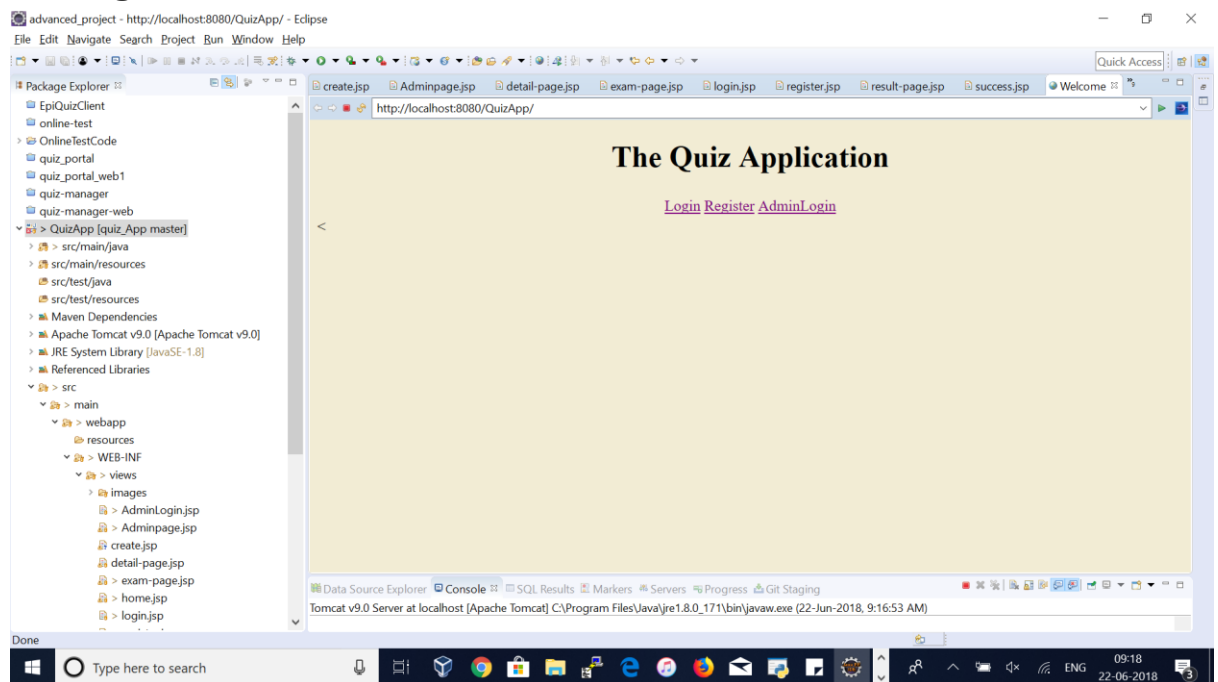 advanced_project - http://localhost:8080/QuizApp/ - Eclipse
File Edit Navigate Search Project Run Window Help
Quick Access
Package Explorer
create.jsp Adminpage.jsp detail-page.jsp exam-page.jsp login.jsp register.jsp result-page.jsp success.jsp Welcome
http://localhost:8080/QuizApp/
EpiQuizClient
online-test
> OnlineTestCode
quiz_portal
quiz_portal_web1
quiz-manager
quiz-manager-web
> QuizApp [quiz_App master]
> src/main/java
src/main/resources
src/test/java
src/test/resources
Maven Dependencies
Apache Tomcat v9.0 [Apache Tomcat v9.0]
JRE System Library [JavaSE-1.8]
Referenced Libraries
> src
> main
> webapp
resources
> WEB-INF
> views
images
> AdminLogin.jsp
> Adminpage.jsp
create.jsp
detail-page.jsp
> exam-page.jsp
> home.jsp
> login.jsp
The Quiz Application
Login Register AdminLogin
<
Data Source Explorer Console SQL Results Markers Servers Progress Git Staging
Tomcat v9.0 Server at localhost [Apache Tomcat] C:\Program Files\Java\jre1.8.0_171\bin\javaw.exe (22-Jun-2018, 9:16:53 AM)
Done
Type here to search
ENG
09:18
22-06-2018
3